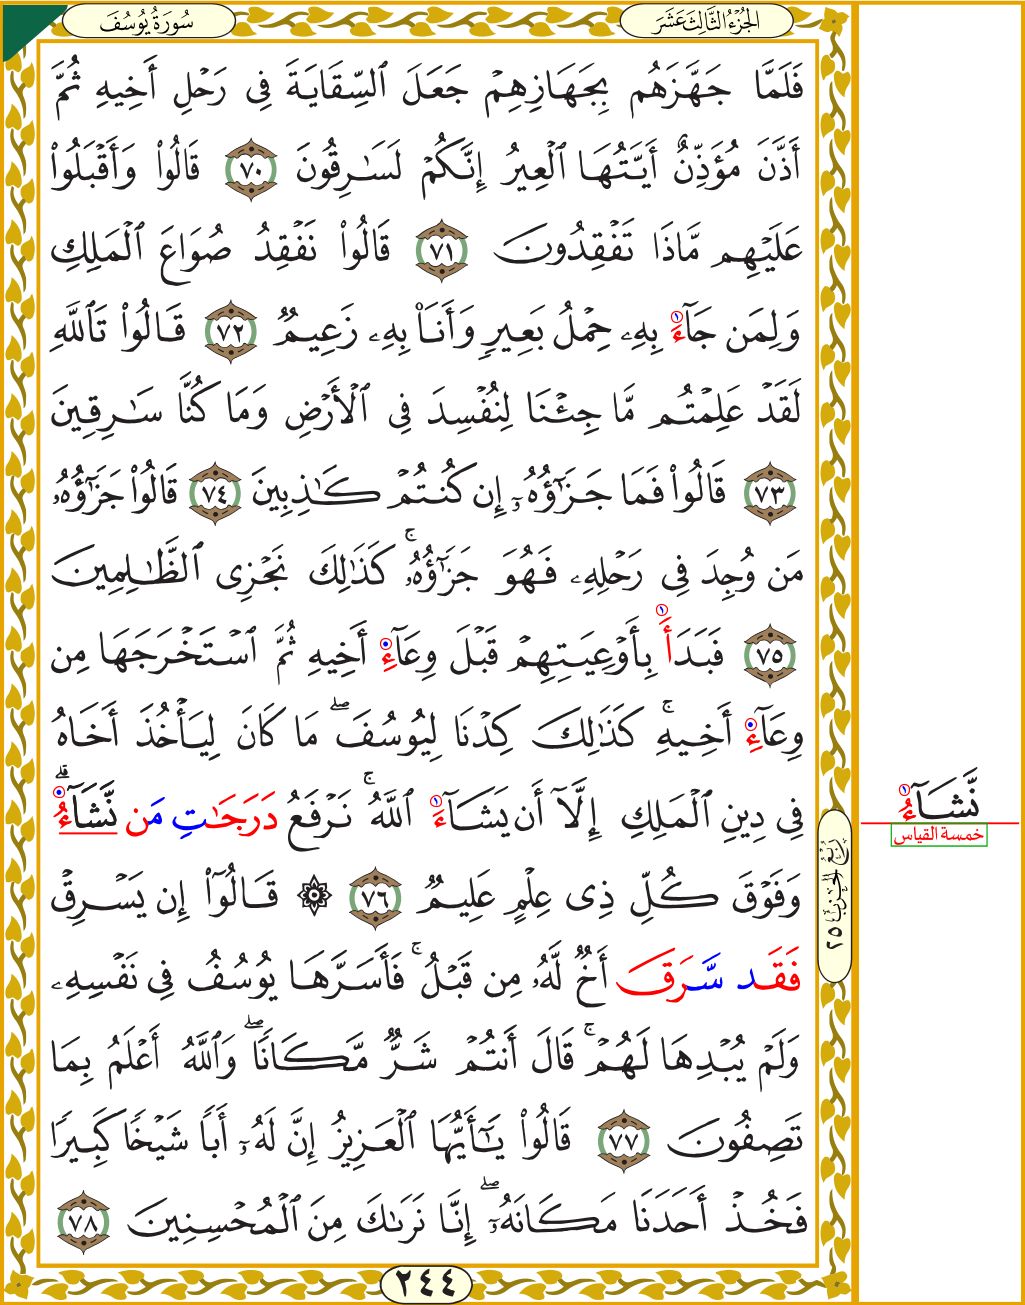 سُورَةُ يُوسُفَ
الجُزْءُ الثَّالِثَ عَشَرَ
فَلَمَّا جَهَّزَهُم بِجَهَازِهِمْ جَعَلَ ٱلسِّقَايَةَ فِى رَحْلِ أَخِيهِ ثُمَّ
أَذَّنَ مُؤَذِّنٌ أَيَّتُهَا ٱلْعِيرُ إِنَّكُمْ لَسَـٰرِقُونَ ٧٠ قَالُوا۟ وَأَقْبَلُوا۟
عَلَيْهِم مَّاذَا تَفْقِدُونَ ٧١ قَالُوا۟ نَفْقِدُ صُوَاعَ ٱلْمَلِكِ
وَلِمَن جَآءَ بِهِۦ حِمْلُ بَعِيرٍ وَأَنَا۠ بِهِۦ زَعِيمٌ ٧٢ قَالُوا۟ تَٱللَّهِ
لَقَدْ عَلِمْتُم مَّا جِئْنَا لِنُفْسِدَ فِى ٱلْأَرْضِ وَمَا كُنَّا سَـٰرِقِينَ
٧٣ قَالُوا۟ فَمَا جَزَٰٓؤُهُۥٓ إِن كُنتُمْ كَـٰذِبِينَ ٧٤ قَالُوا۟ جَزَٰٓؤُهُۥ
مَن وُجِدَ فِى رَحْلِهِۦ فَهُوَ جَزَٰٓؤُهُۥ ۚ كَذَٰلِكَ نَجْزِى ٱلظَّـٰلِمِينَ
٧٥ فَبَدَأَ بِأَوْعِيَتِهِمْ قَبْلَ وِعَآءِ أَخِيهِ ثُمَّ ٱسْتَخْرَجَهَا مِن
وِعَآءِ أَخِيهِ ۚ كَذَٰلِكَ كِدْنَا لِيُوسُفَ ۖ مَا كَانَ لِيَأْخُذَ أَخَاهُ
فِى دِينِ ٱلْمَلِكِ إِلَّآ أَن يَشَآءَ ٱللَّهُ ۚ نَرْفَعُ دَرَجَـٰتِ مَن نَّشَآءُ ۗ
نَّشَآءُ
خمسة القياس
وَفَوْقَ كُلِّ ذِى عِلْمٍ عَلِيمٌ ٧٦ ۞ قَالُوٓا۟ إِن يَسْرِقْ
رُبْعُ الحِزْبِ ٢٥
فَقَد سَّرَقَ أَخٌ لَّهُۥ مِن قَبْلُ ۚ فَأَسَرَّهَا يُوسُفُ فِى نَفْسِهِۦ
وَلَمْ يُبْدِهَا لَهُمْ ۚ قَالَ أَنتُمْ شَرٌّ مَّكَانًا ۖ وَٱللَّهُ أَعْلَمُ بِمَا
تَصِفُونَ ٧٧ قَالُوا۟ يَـٰٓأَيُّهَا ٱلْعَزِيزُ إِنَّ لَهُۥٓ أَبًا شَيْخًا كَبِيرًا
فَخُذْ أَحَدَنَا مَكَانَهُۥٓ ۖ إِنَّا نَرَىٰكَ مِنَ ٱلْمُحْسِنِينَ ٧٨
٢٤٤